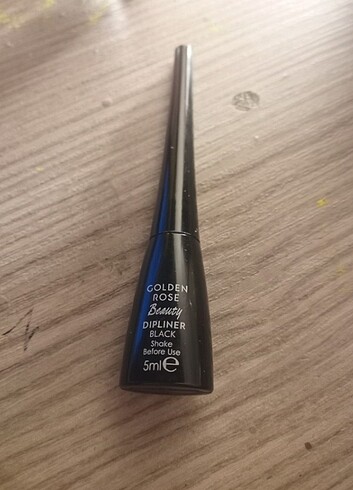 GOLDEN
ROSE
Beauty
DIPLINER
BLACK
Shake
Before Use
5ml℮